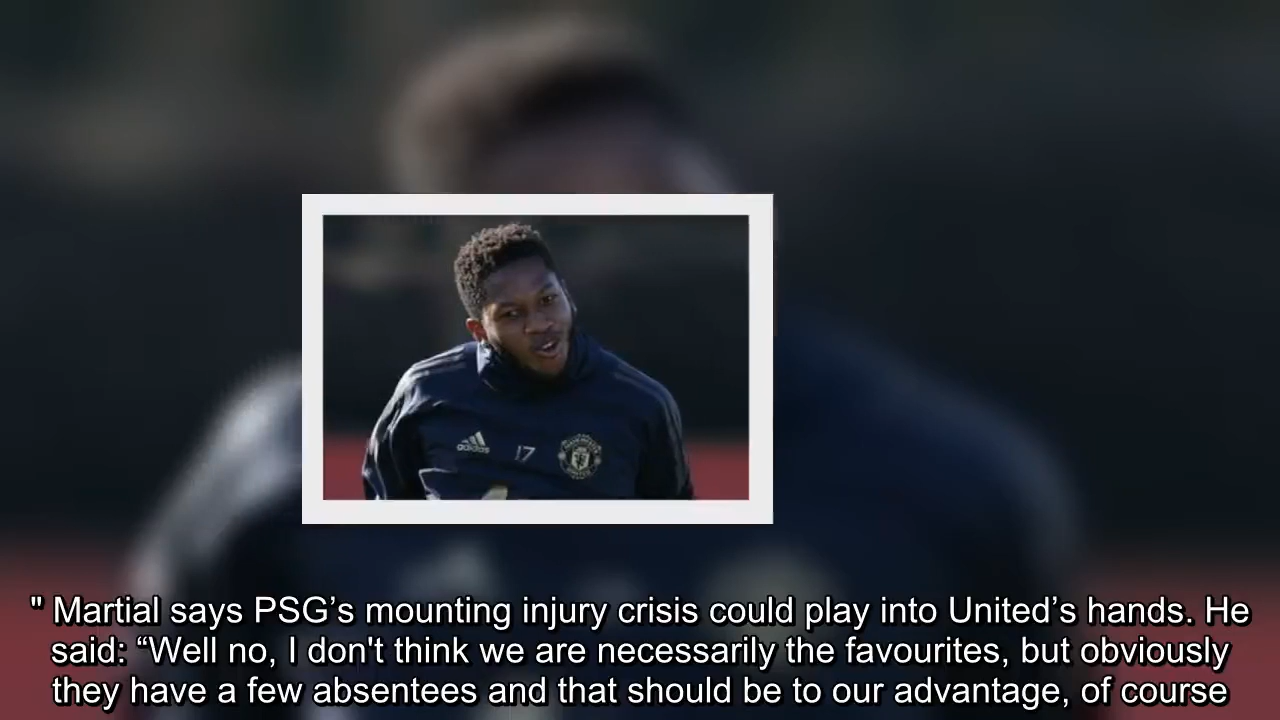 adidas
17
" Martial says PSG’s mounting injury crisis could play into United’s hands. He
said: “Well no, I don't think we are necessarily the favourites, but obviously
they have a few absentees and that should be to our advantage, of course